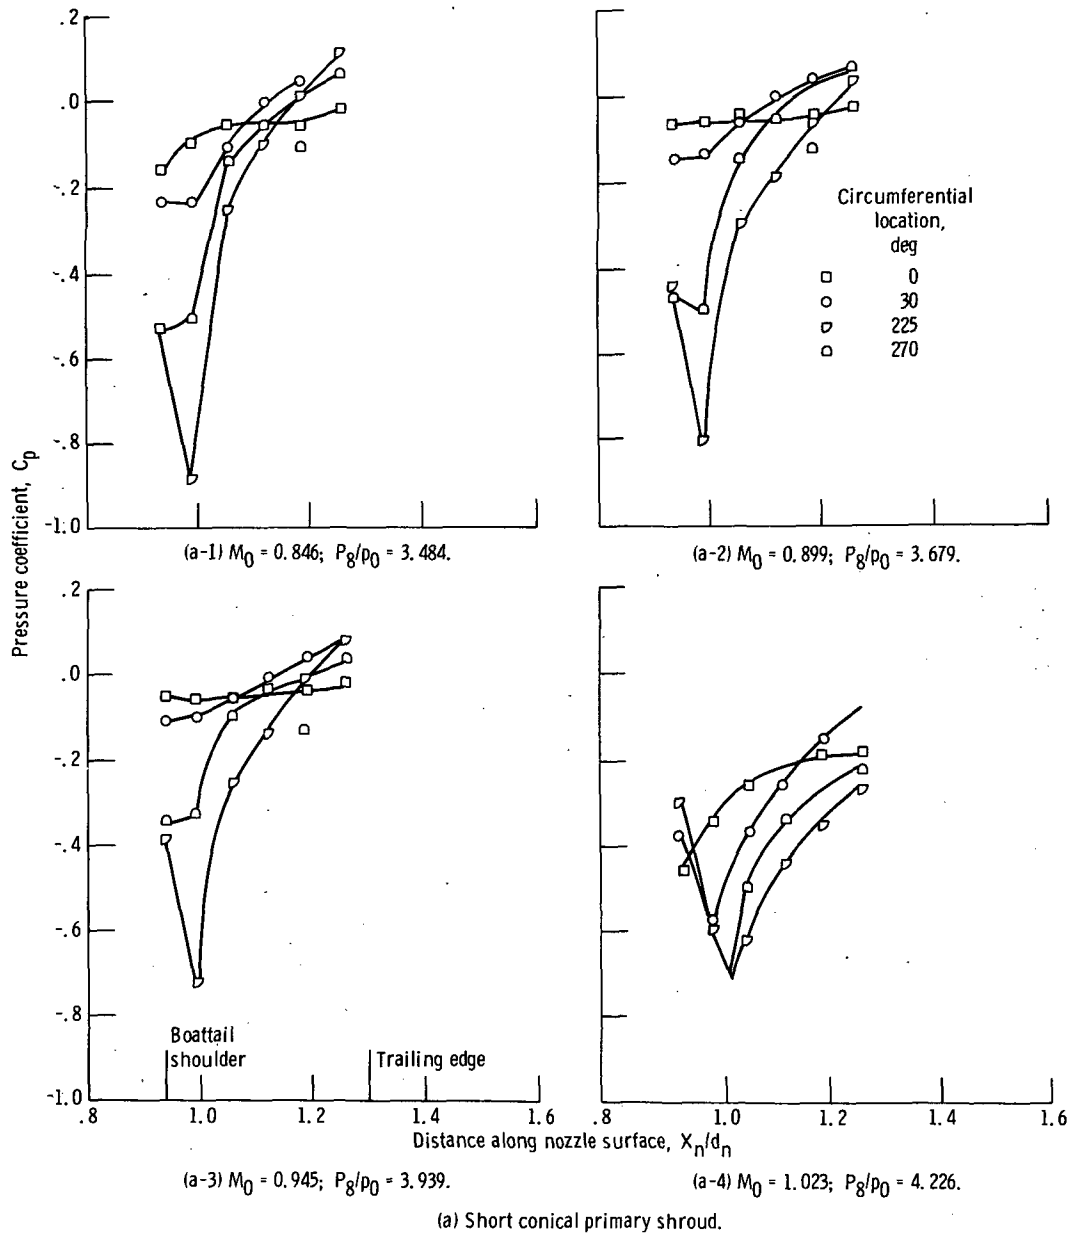 .2
.0
-.2
-.4
-.6
-.8
-1.0
Pressure coefficient, Cp
Circumferential
location,
deg
0
30
225
270
(a-1) M0 = 0.846; P8/p0 = 3.484.
(a-2) M0 = 0.899; P8/p0 = 3.679.
.2
.0
-.2
-.4
-.6
-.8
-1.0
Boattail
shoulder
Trailing edge
.8 1.0 1.2 1.4 1.6
.8 1.0 1.2 1.4 1.6
Distance along nozzle surface, Xn/dn
(a-3) M0 = 0.945; P8/p0 = 3.939.
(a-4) M0 = 1.023; P8/p0 = 4.226.
(a) Short conical primary shroud.